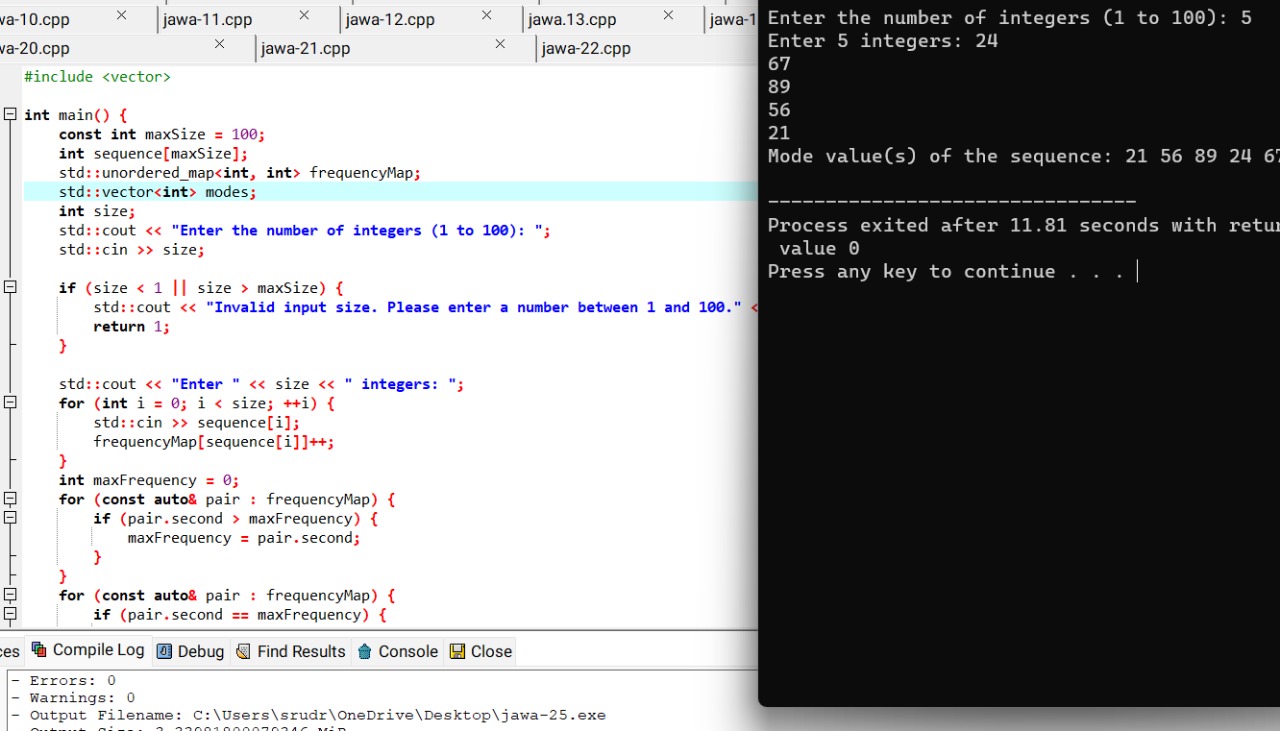 wa-10.cpp jawa-11.cpp jawa-12.cpp jawa.13.cpp jawa-1
wa-20.cpp jawa-21.cpp jawa-22.cpp
#include <vector>
int main() {
const int maxSize = 100;
int sequence[maxSize];
std::unordered_map<int, int> frequencyMap;
std::vector<int> modes;
int size;
std::cout << "Enter the number of integers (1 to 100): ";
std::cin >> size;
if (size < 1 || size > maxSize) {
std::cout << "Invalid input size. Please enter a number between 1 and 100." <
return 1;
}
std::cout << "Enter " << size << " integers: ";
for (int i = 0; i < size; ++i) {
std::cin >> sequence[i];
frequencyMap[sequence[i]]++;
}
int maxFrequency = 0;
for (const auto& pair : frequencyMap) {
if (pair.second > maxFrequency) {
maxFrequency = pair.second;
}
}
for (const auto& pair : frequencyMap) {
if (pair.second == maxFrequency) {
ces Compile Log Debug Find Results Console Close
- Errors: 0
- Warnings: 0
- Output Filename: C:\Users\srudr\OneDrive\Desktop\jawa-25.exe
Enter the number of integers (1 to 100): 5
Enter 5 integers: 24
67
89
56
21
Mode value(s) of the sequence: 21 56 89 24 67
--------------------------------
Process exited after 11.81 seconds with retur
value 0
Press any key to continue . . .